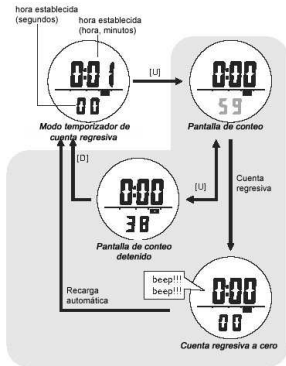 hora establecida
(segundos)
hora establecida
(hora, minutos)
0:01
00
Modo temporizador de
cuenta regresiva
[U]
0:00
59
Pantalla de conteo
[D]
0:00
38
Pantalla de conteo
detenido
[U]
Cuenta
regresiva
Recarga
automática
beep!!!
beep!!!
0:00
00
Cuenta regresiva a cero